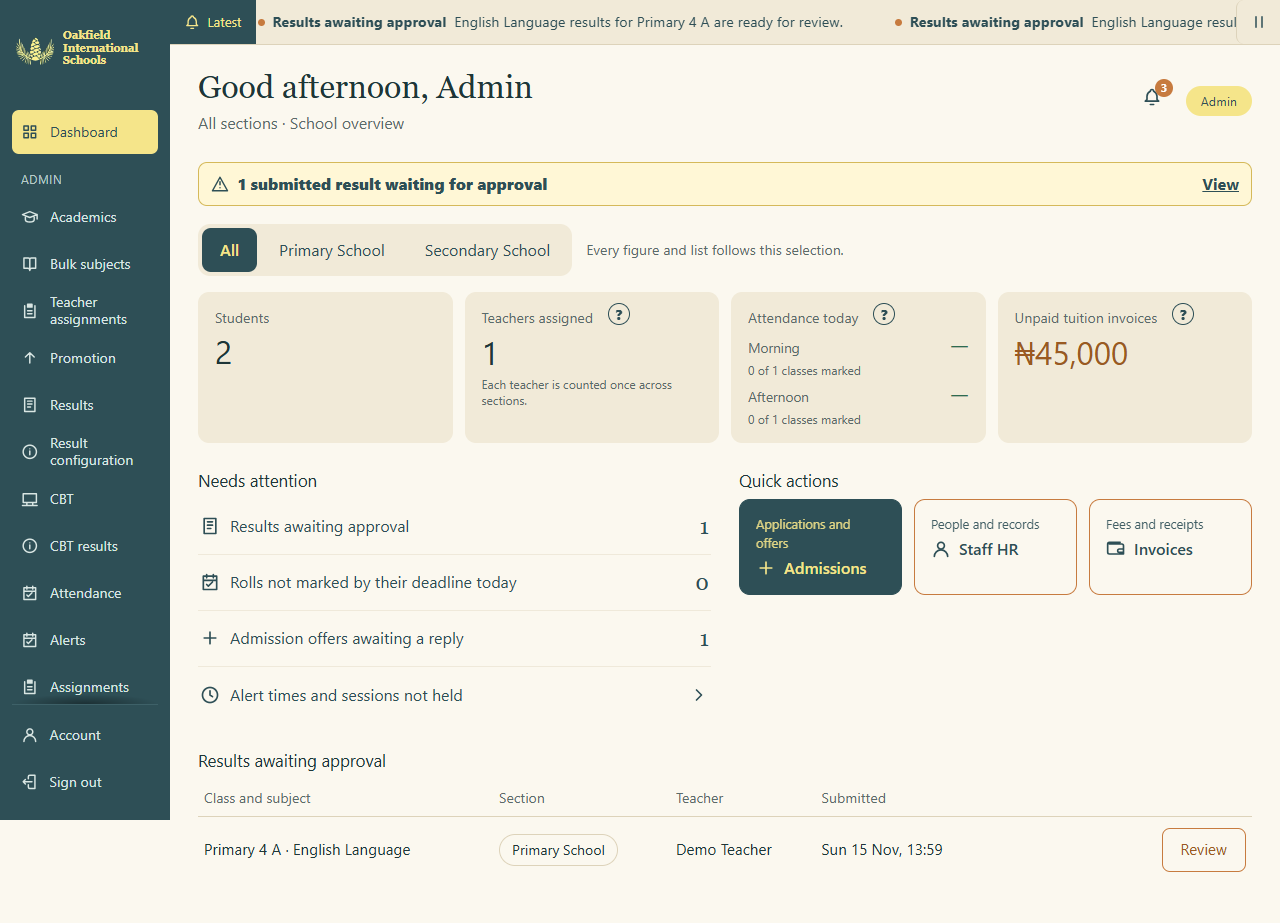 Oakfield
International
Schools
Latest
Results awaiting approval English Language results for Primary 4 A are ready for review.
Results awaiting approval English Language resul
Good afternoon, Admin
All sections · School overview
3
Admin
Dashboard
ADMIN
Academics
Bulk subjects
Teacher
assignments
Promotion
Results
Result
configuration
CBT
CBT results
Attendance
Alerts
Assignments
Account
Sign out
1 submitted result waiting for approval
View
All
Primary School
Secondary School
Every figure and list follows this selection.
Students
2
Teachers assigned ?
1
Each teacher is counted once across
sections.
Attendance today ?
Morning —
0 of 1 classes marked
Afternoon —
0 of 1 classes marked
Unpaid tuition invoices ?
₦45,000
Needs attention
Results awaiting approval 1
Rolls not marked by their deadline today 0
Admission offers awaiting a reply 1
Alert times and sessions not held
Quick actions
Applications and
offers
Admissions
People and records
Staff HR
Fees and receipts
Invoices
Results awaiting approval
Class and subject Section Teacher Submitted
Primary 4 A · English Language Primary School Demo Teacher Sun 15 Nov, 13:59 Review